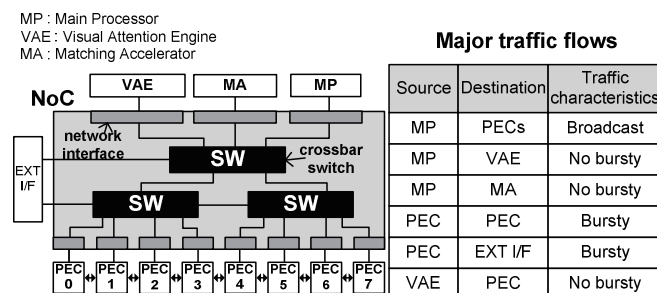 MP : Main Processor
VAE : Visual Attention Engine
MA : Matching Accelerator
VAE
MA
MP
NoC
network
interface
crossbar
switch
SW
EXT
I/F
SW
SW
PEC
0
PEC
1
PEC
2
PEC
3
PEC
4
PEC
5
PEC
6
PEC
7
Major traffic flows
Source Destination Traffic
characteristics
MP PECs Broadcast
MP VAE No bursty
MP MA No bursty
PEC PEC Bursty
PEC EXT I/F Bursty
VAE PEC No bursty